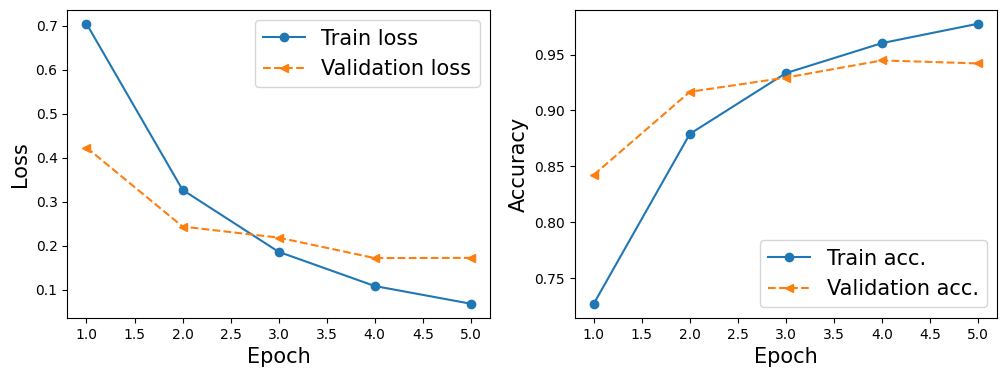 0.7
0.6
0.5
0.4
0.3
0.2
0.1
Loss
Train loss
Validation loss
1.0 1.5 2.0 2.5 3.0 3.5 4.0 4.5 5.0
Epoch
0.95
0.90
0.85
0.80
0.75
Accuracy
Train acc.
Validation acc.
1.0 1.5 2.0 2.5 3.0 3.5 4.0 4.5 5.0
Epoch